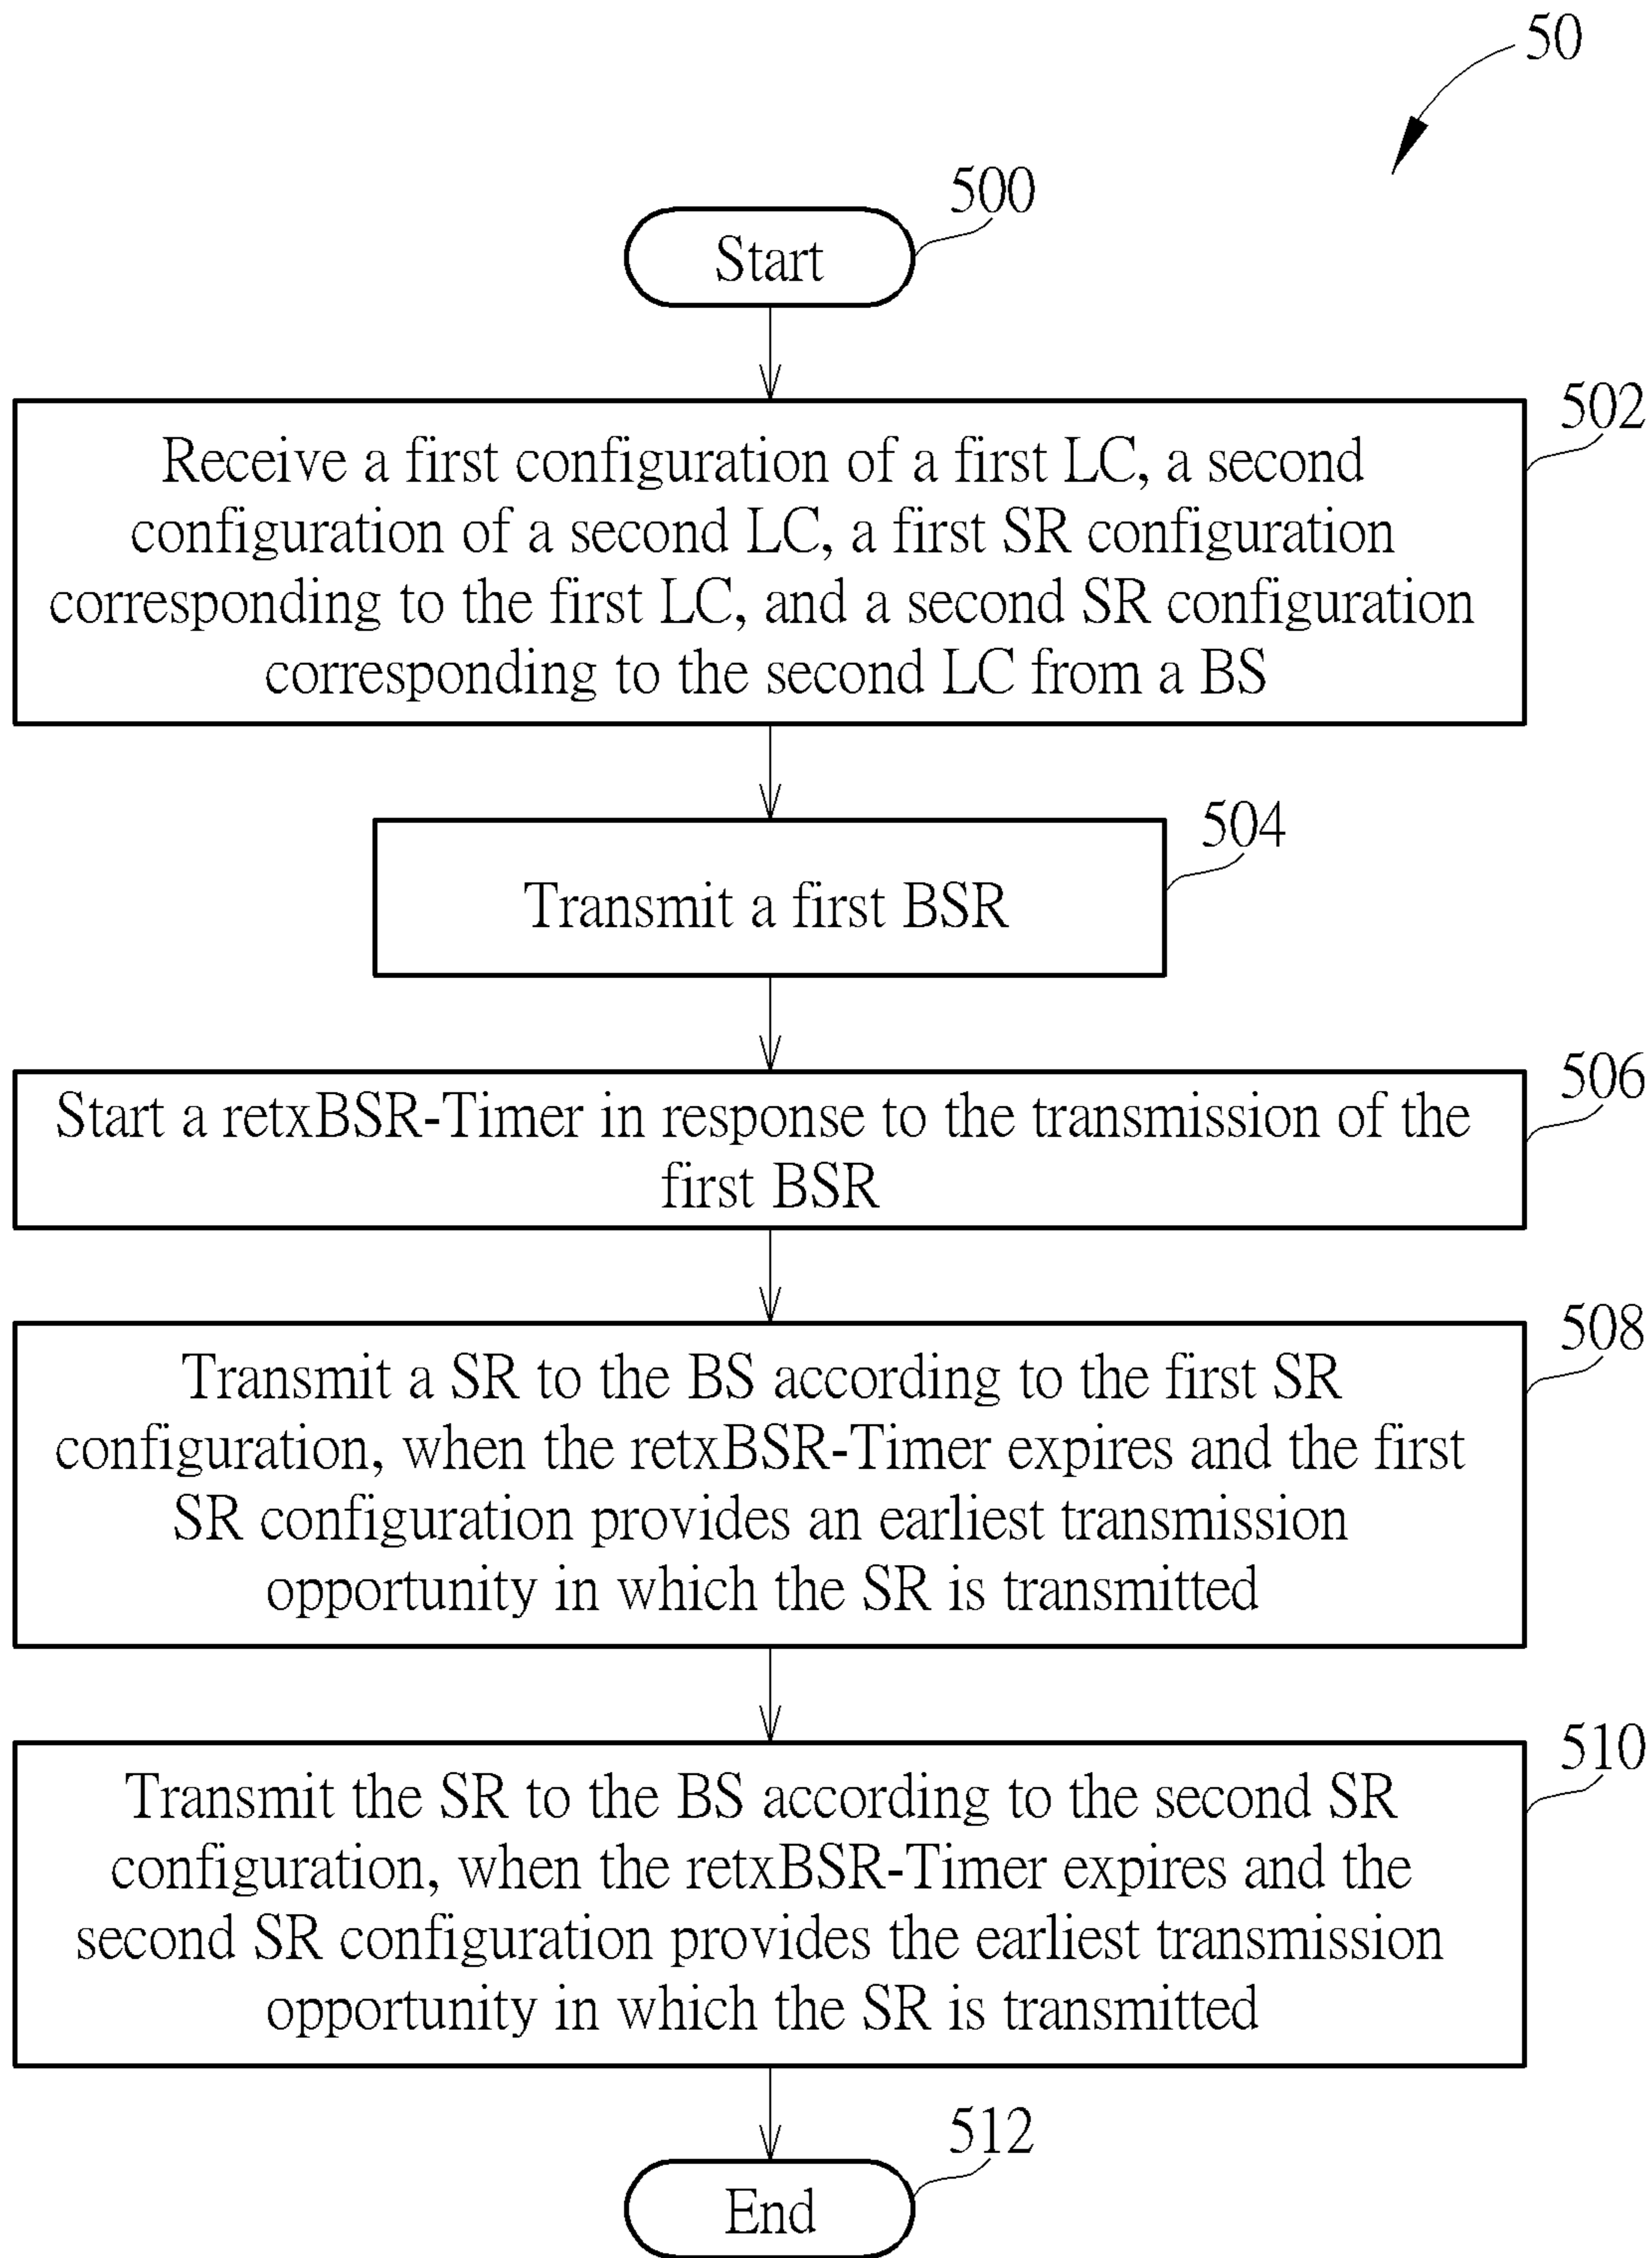 50
500
Start
502
Receive a first configuration of a first LC, a second
configuration of a second LC, a first SR configuration
corresponding to the first LC, and a second SR configuration
corresponding to the second LC from a BS
504
Transmit a first BSR
506
Start a retxBSR-Timer in response to the transmission of the
first BSR
508
Transmit a SR to the BS according to the first SR
configuration, when the retxBSR-Timer expires and the first
SR configuration provides an earliest transmission
opportunity in which the SR is transmitted
510
Transmit the SR to the BS according to the second SR
configuration, when the retxBSR-Timer expires and the
second SR configuration provides the earliest transmission
opportunity in which the SR is transmitted
512
End